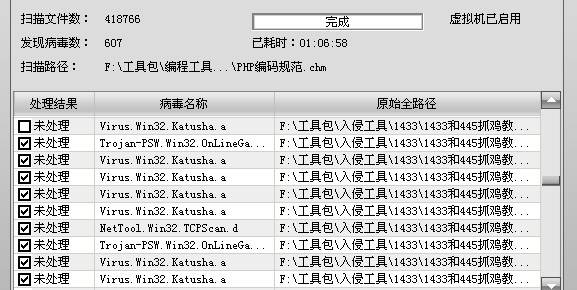 扫描文件数： 418766 完成 虚拟机已启用
发现病毒数： 607 已耗时：01:06:58
扫描路径： F:\工具包\编程工具...\PHP编码规范.chm
处理结果 病毒名称 原始全路径
未处理 Virus.Win32.Katusha.a F:\工具包\入侵工具\1433\1433和445抓鸡教...
未处理 Trojan-PSW.Win32.OnLineGa... F:\工具包\入侵工具\1433\1433和445抓鸡教...
未处理 Virus.Win32.Katusha.a F:\工具包\入侵工具\1433\1433和445抓鸡教...
未处理 Virus.Win32.Katusha.a F:\工具包\入侵工具\1433\1433和445抓鸡教...
未处理 Virus.Win32.Katusha.a F:\工具包\入侵工具\1433\1433和445抓鸡教...
未处理 Virus.Win32.Katusha.a F:\工具包\入侵工具\1433\1433和445抓鸡教...
未处理 NetTool.Win32.TCPScan.d F:\工具包\入侵工具\1433\1433和445抓鸡教...
未处理 Trojan-PSW.Win32.OnLineGa... F:\工具包\入侵工具\1433\1433和445抓鸡教...
未处理 Virus.Win32.Katusha.a F:\工具包\入侵工具\1433\1433和445抓鸡教...
未处理 Virus.Win32.Katusha.a F:\工具包\入侵工具\1433\1433和445抓鸡教...